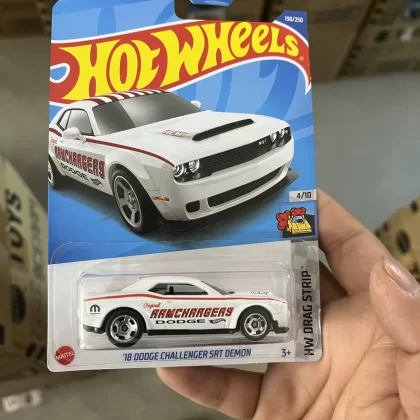 HOT WHEELS
198/250
RAMCHARGERS
DODGE
SRT
4/10
HW DRAG STRIP
Original
RAMCHARGERS
DODGE
MATTEL
'18 DODGE CHALLENGER SRT DEMON
3+
TOYS